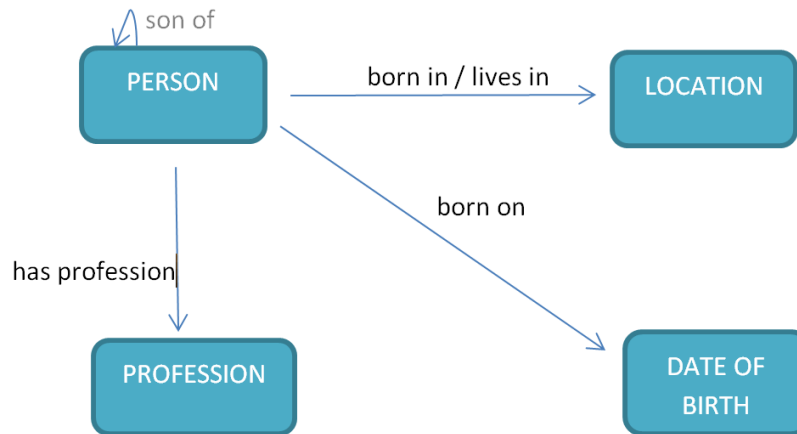 son of
PERSON
born in / lives in
LOCATION
born on
has profession
PROFESSION
DATE OF
BIRTH